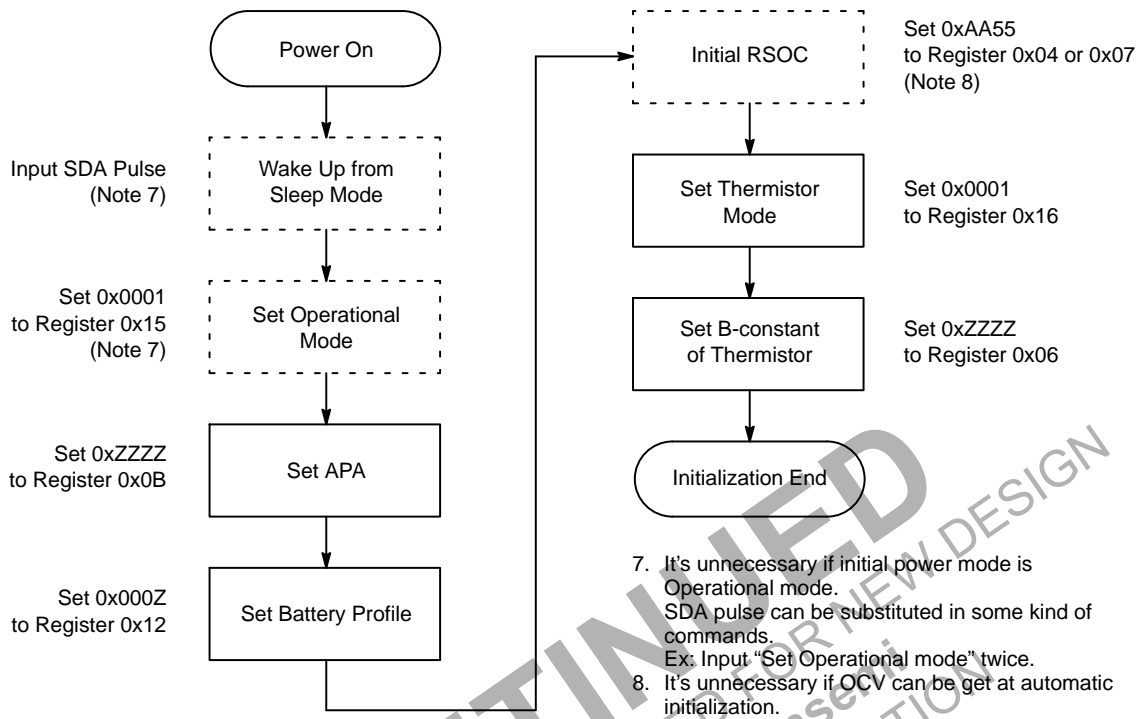 Power On
Input SDA Pulse
(Note 7)
Wake Up from
Sleep Mode
Set 0x0001
to Register 0x15
(Note 7)
Set Operational
Mode
Set 0xZZZZ
to Register 0x0B
Set APA
Set 0x000Z
to Register 0x12
Set Battery Profile
Initial RSOC
Set 0xAA55
to Register 0x04 or 0x07
(Note 8)
Set Thermistor
Mode
Set 0x0001
to Register 0x16
Set B-constant
of Thermistor
Set 0xZZZZ
to Register 0x06
Initialization End
7. It's unnecessary if initial power mode is
Operational mode.
SDA pulse can be substituted in some kind of
commands.
Ex: Input “Set Operational mode” twice.
8. It's unnecessary if OCV can be get at automatic
initialization.
TINUED
FOR NEW DESIGN
onsemi